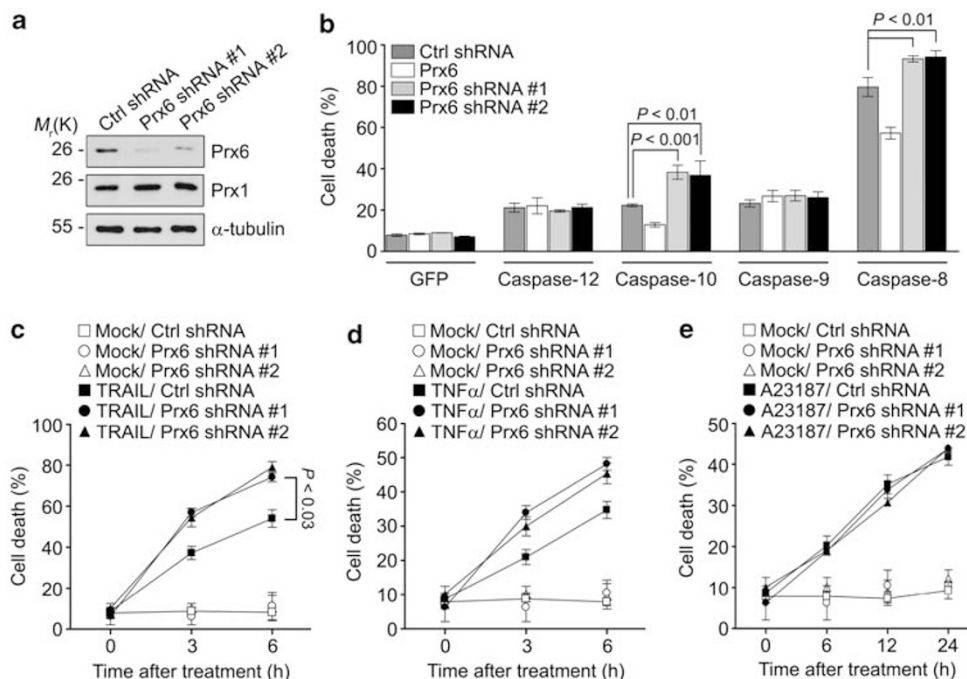 a
Ctrl shRNA
Prx6 shRNA #1
Prx6 shRNA #2
Mr(K)
26 - Prx6
26 - Prx1
55 - α-tubulin
b
Ctrl shRNA
Prx6
Prx6 shRNA #1
Prx6 shRNA #2
P < 0.01
P < 0.01
P < 0.001
Cell death (%)
100
80
60
40
20
0
GFP Caspase-12 Caspase-10 Caspase-9 Caspase-8
c
Mock/ Ctrl shRNA
Mock/ Prx6 shRNA #1
Mock/ Prx6 shRNA #2
TRAIL/ Ctrl shRNA
TRAIL/ Prx6 shRNA #1
TRAIL/ Prx6 shRNA #2
Cell death (%)
100
80
60
40
10
0
P < 0.03
0 3 6
Time after treatment (h)
d
Mock/ Ctrl shRNA
Mock/ Prx6 shRNA #1
Mock/ Prx6 shRNA #2
TNFα/ Ctrl shRNA
TNFα/ Prx6 shRNA #1
TNFα/ Prx6 shRNA #2
Cell death (%)
60
50
40
30
20
10
0
0 3 6
Time after treatment (h)
e
Mock/ Ctrl shRNA
Mock/ Prx6 shRNA #1
Mock/ Prx6 shRNA #2
A23187/ Ctrl shRNA
A23187/ Prx6 shRNA #1
A23187/ Prx6 shRNA #2
Cell death (%)
50
40
30
20
10
0
0 6 12 24
Time after treatment (h)